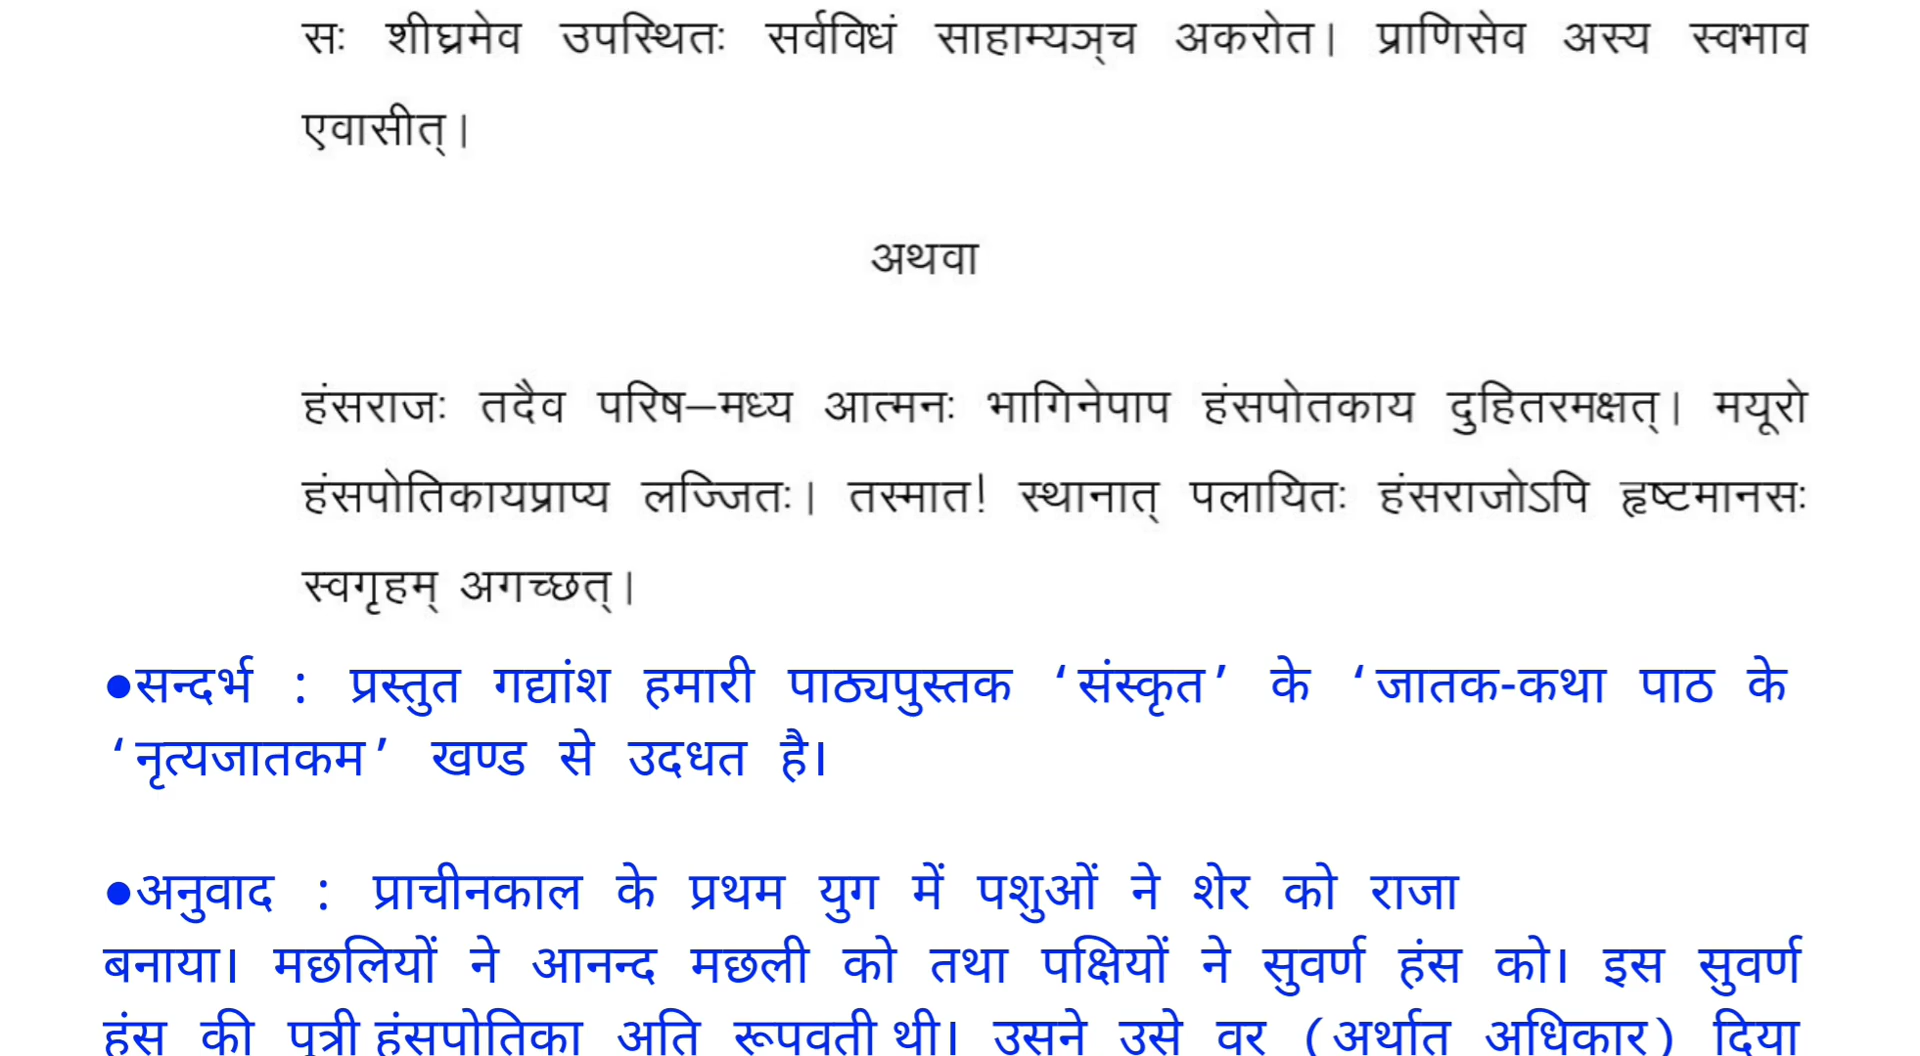 सः शीघ्रमेव उपस्थितः सर्वविधं साहाम्यञ्च अकरोत। प्राणिसेव अस्य स्वभाव
एवासीत्।
अथवा
हंसराजः तदैव परिष–मध्य आत्मनः भागिनेपाप हंसपोतकाय दुहितरमक्षत्। मयूरो
हंसपोतिकायप्राप्य लज्जितः। तस्मात! स्थानात् पलायितः हंसराजोऽपि हृष्टमानसः
स्वगृहम् अगच्छत्।
●सन्दर्भ : प्रस्तुत गद्यांश हमारी पाठ्यपुस्तक ‘संस्कृत’ के ‘जातक-कथा पाठ के
‘नृत्यजातकम’ खण्ड से उदधत है।
●अनुवाद : प्राचीनकाल के प्रथम युग में पशुओं ने शेर को राजा
बनाया। मछलियों ने आनन्द मछली को तथा पक्षियों ने सुवर्ण हंस को। इस सुवर्ण
हंस की पुत्री हंसपोतिका अति रूपवती थी। उसने उसे वर (अर्थात अधिकार) दिया